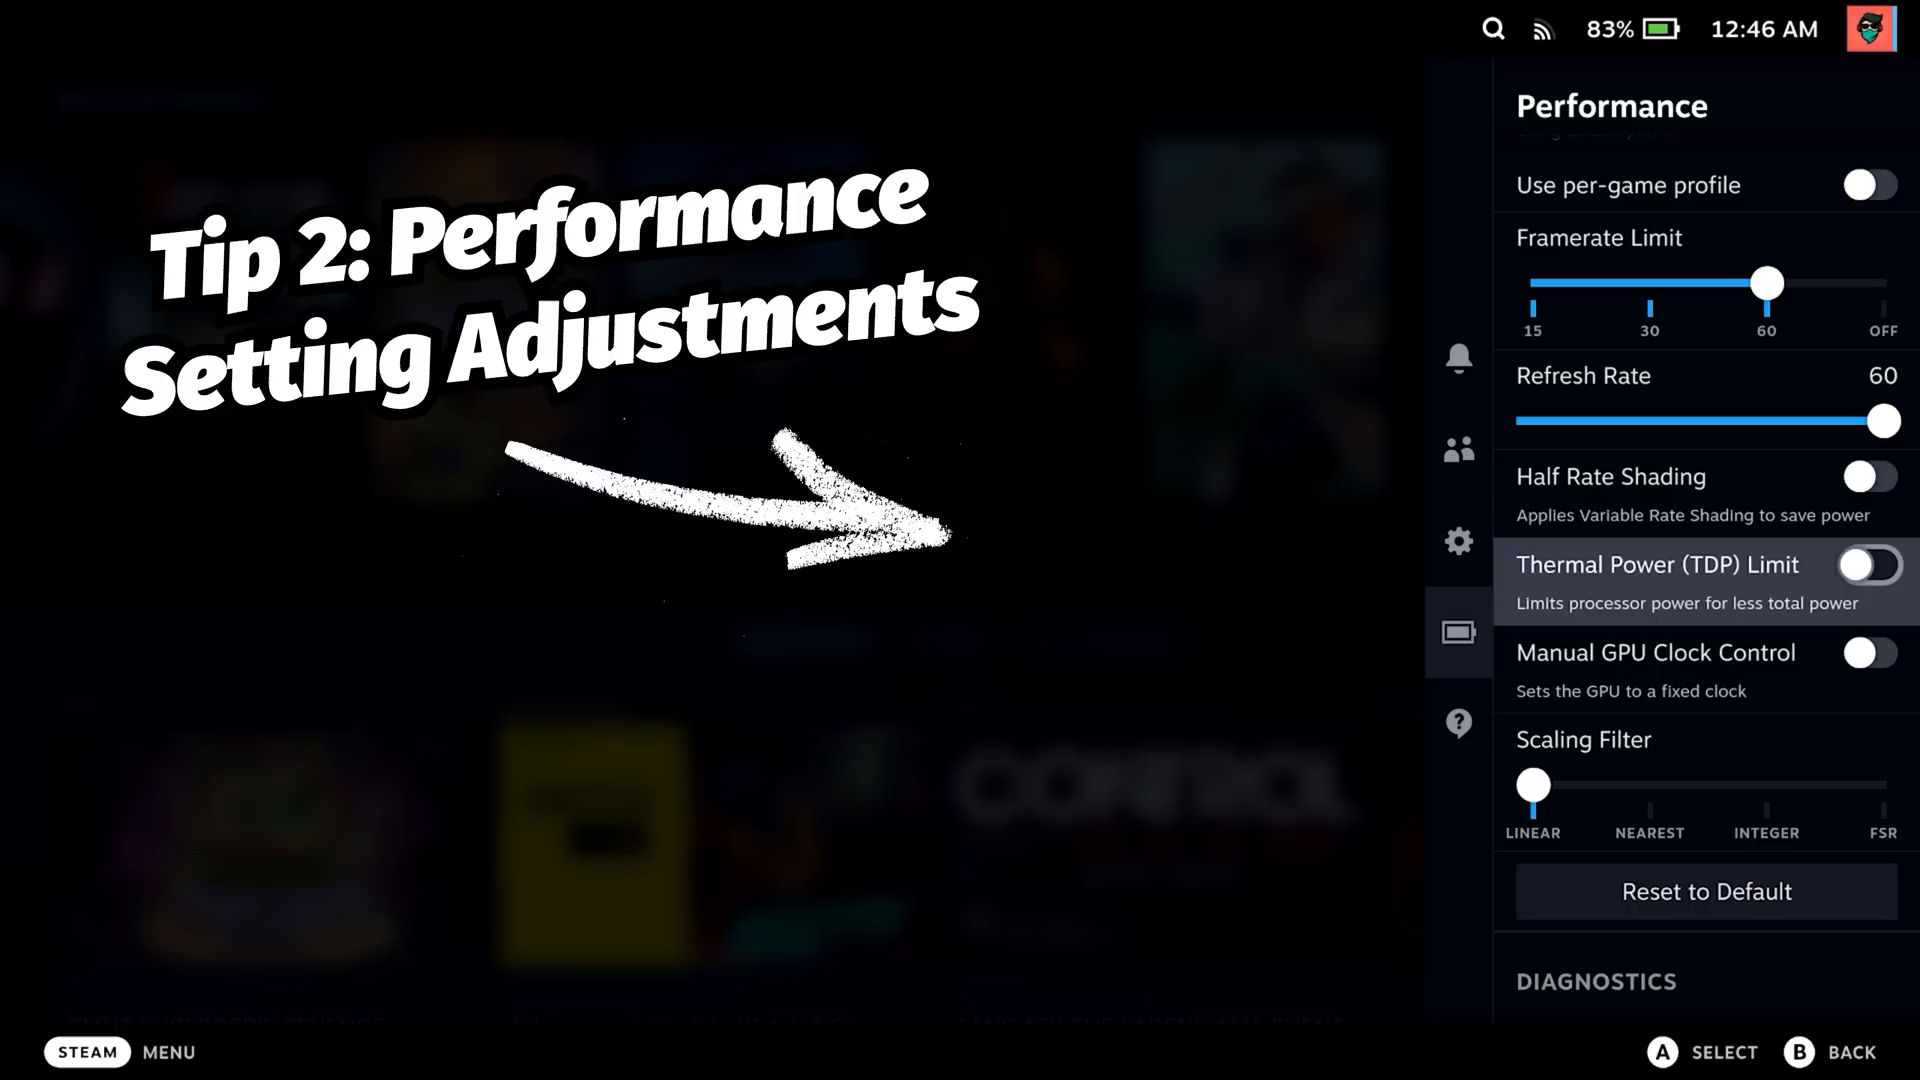 83%
12:46 AM
Performance
Use per-game profile
Framerate Limit
15 30 60 OFF
Refresh Rate 60
Half Rate Shading
Applies Variable Rate Shading to save power
Thermal Power (TDP) Limit
Limits processor power for less total power
Manual GPU Clock Control
Sets the GPU to a fixed clock
Scaling Filter
LINEAR NEAREST INTEGER FSR
Reset to Default
DIAGNOSTICS
Tip 2: Performance
Setting Adjustments
CONTROL
STEAM MENU
A SELECT B BACK